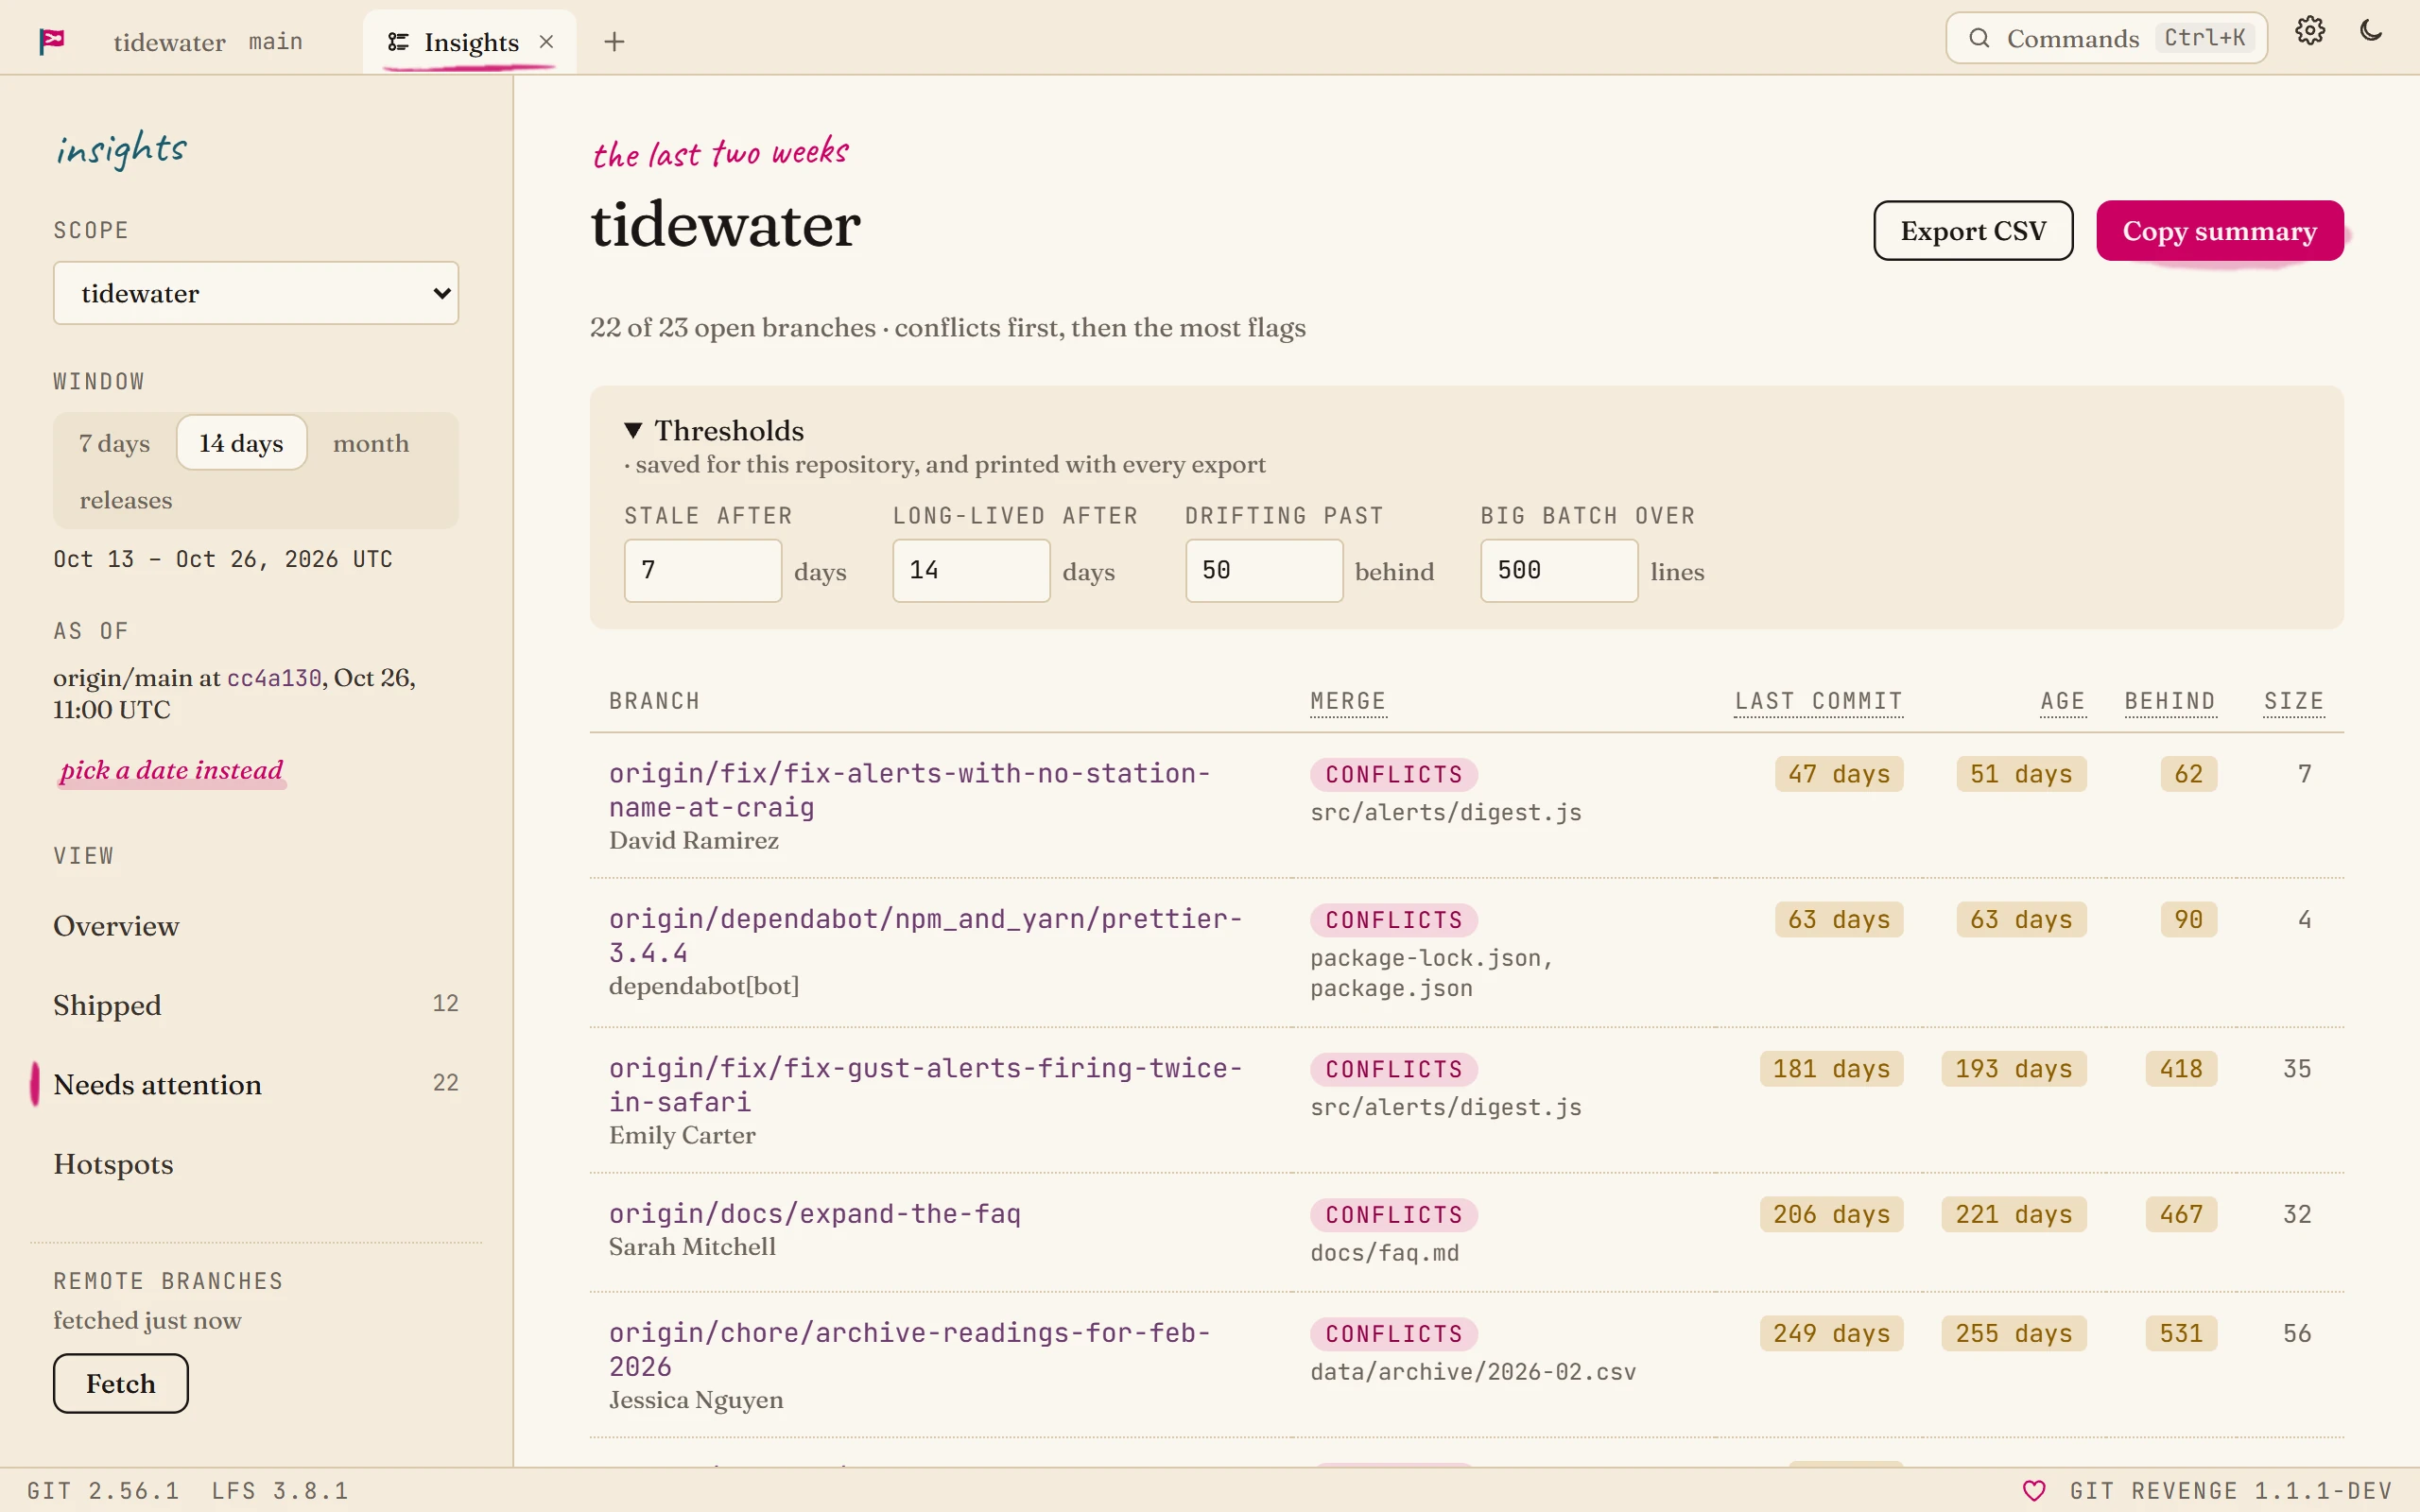 tidewater main
Insights
Commands Ctrl+K
insights
SCOPE
tidewater
WINDOW
7 days 14 days month
releases
Oct 13 – Oct 26, 2026 UTC
AS OF
origin/main at cc4a130, Oct 26,
11:00 UTC
pick a date instead
VIEW
Overview
Shipped 12
Needs attention 22
Hotspots
REMOTE BRANCHES
fetched just now
Fetch
the last two weeks
tidewater
Export CSV
Copy summary
22 of 23 open branches · conflicts first, then the most flags
▼ Thresholds
· saved for this repository, and printed with every export
STALE AFTER LONG-LIVED AFTER DRIFTING PAST BIG BATCH OVER
7 days 14 days 50 behind 500 lines
BRANCH MERGE LAST COMMIT AGE BEHIND SIZE
origin/fix/fix-alerts-with-no-station- CONFLICTS 47 days 51 days 62 7
name-at-craig src/alerts/digest.js
David Ramirez
origin/dependabot/npm_and_yarn/prettier- CONFLICTS 63 days 63 days 90 4
3.4.4 package-lock.json,
dependabot[bot] package.json
origin/fix/fix-gust-alerts-firing-twice- CONFLICTS 181 days 193 days 418 35
in-safari src/alerts/digest.js
Emily Carter
origin/docs/expand-the-faq CONFLICTS 206 days 221 days 467 32
Sarah Mitchell docs/faq.md
origin/chore/archive-readings-for-feb- CONFLICTS 249 days 255 days 531 56
2026 data/archive/2026-02.csv
Jessica Nguyen
GIT 2.56.1 LFS 3.8.1
GIT REVENGE 1.1.1-DEV